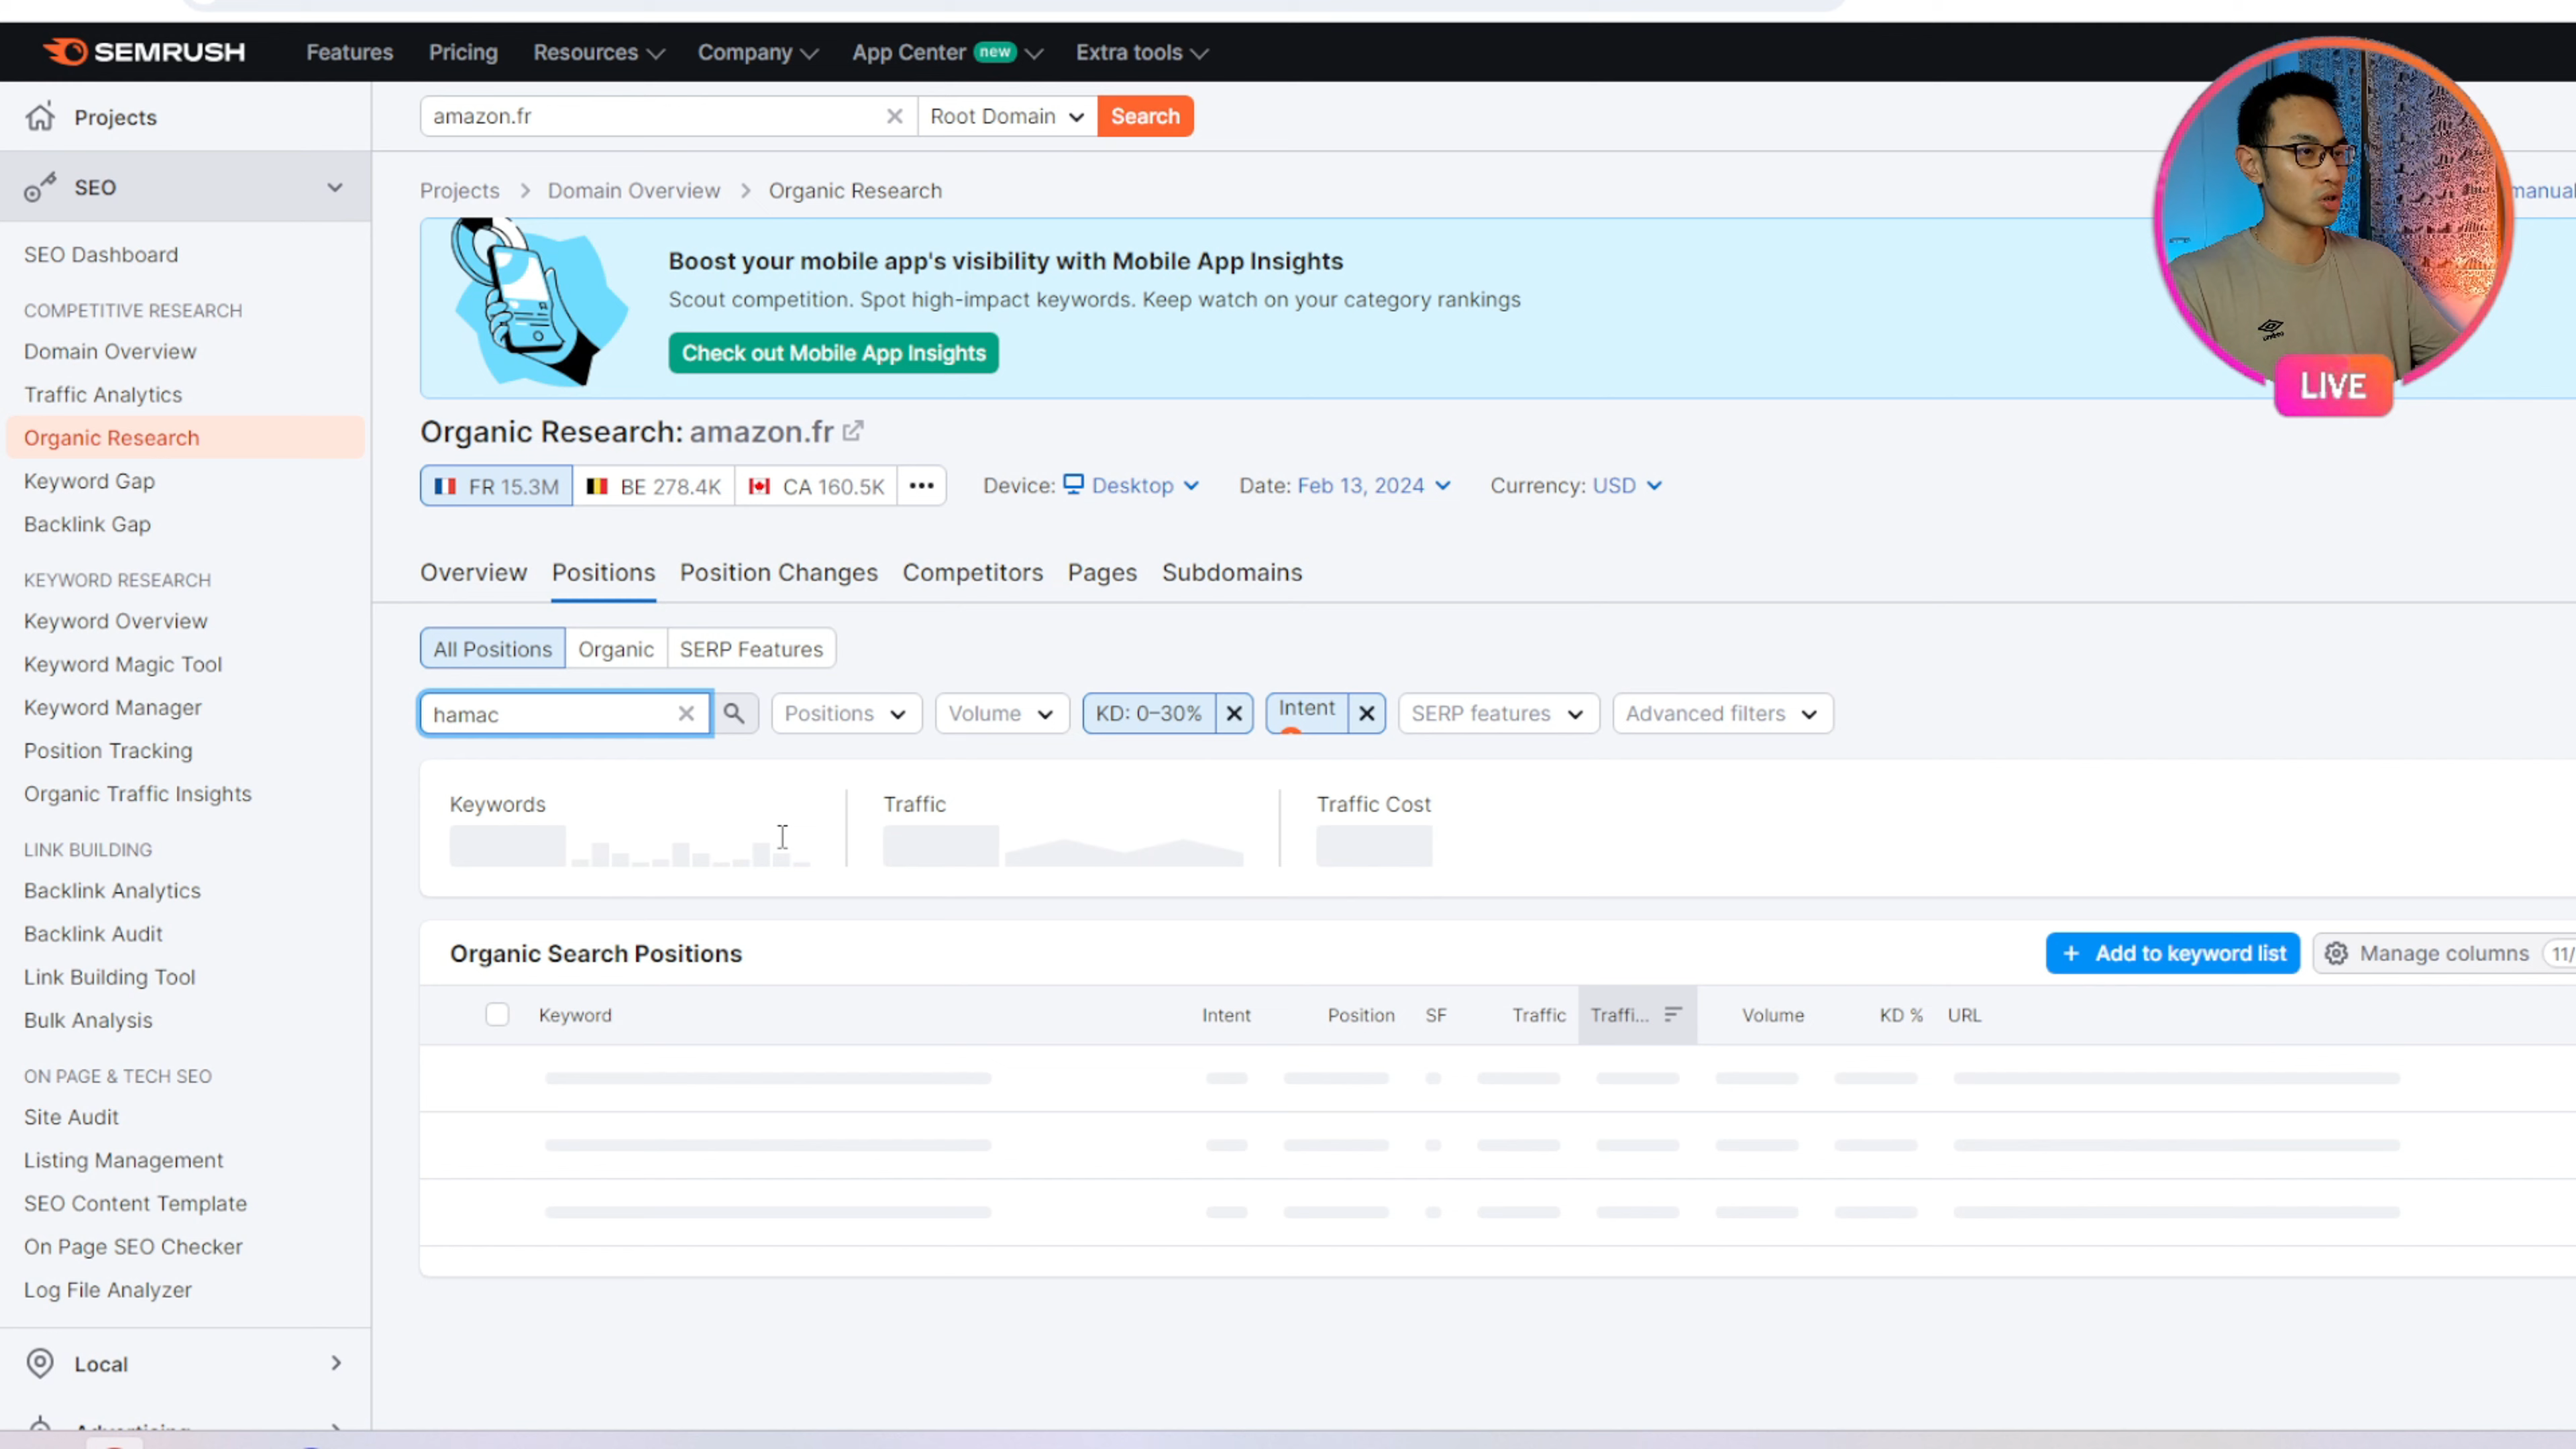 SEMRUSH
Features
Pricing
Resources
Company
App Center new
Extra tools
Projects
SEO
SEO Dashboard
COMPETITIVE RESEARCH
Domain Overview
Traffic Analytics
Organic Research
Keyword Gap
Backlink Gap
KEYWORD RESEARCH
Keyword Overview
Keyword Magic Tool
Keyword Manager
Position Tracking
Organic Traffic Insights
LINK BUILDING
Backlink Analytics
Backlink Audit
Link Building Tool
Bulk Analysis
ON PAGE & TECH SEO
Site Audit
Listing Management
SEO Content Template
On Page SEO Checker
Log File Analyzer
Local
amazon.fr
Root Domain
Search
Projects > Domain Overview > Organic Research
manual
Boost your mobile app's visibility with Mobile App Insights
Scout competition. Spot high-impact keywords. Keep watch on your category rankings
Check out Mobile App Insights
LIVE
Organic Research: amazon.fr
FR 15.3M
BE 278.4K
CA 160.5K
•••
Device: Desktop
Date: Feb 13, 2024
Currency: USD
Overview
Positions
Position Changes
Competitors
Pages
Subdomains
All Positions
Organic
SERP Features
hamac
Positions
Volume
KD: 0–30%
Intent
SERP features
Advanced filters
Keywords
Traffic
Traffic Cost
Organic Search Positions
+ Add to keyword list
Manage columns 11/
Keyword
Intent
Position
SF
Traffic
Traffi...
Volume
KD %
URL